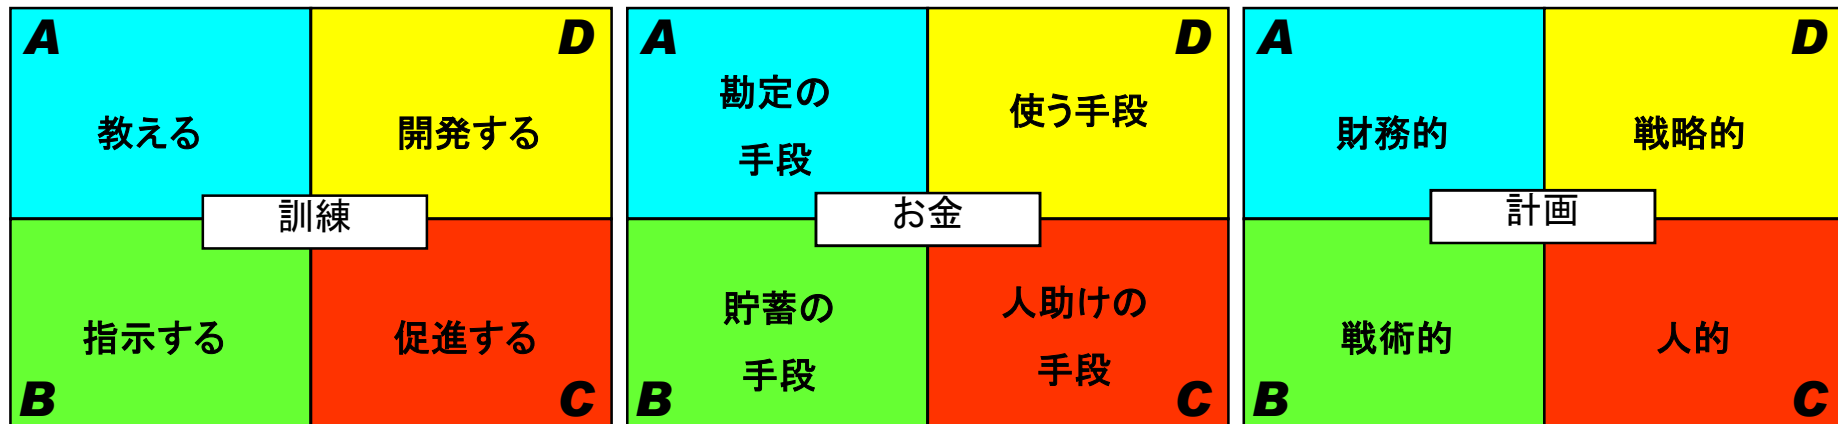 A
D
教える
開発する
訓練
指示する
促進する
B
C
A
D
勘定の
手段
使う手段
お金
貯蓄の
手段
人助けの
手段
B
C
A
D
財務的
戦略的
計画
戦術的
人的
B
C